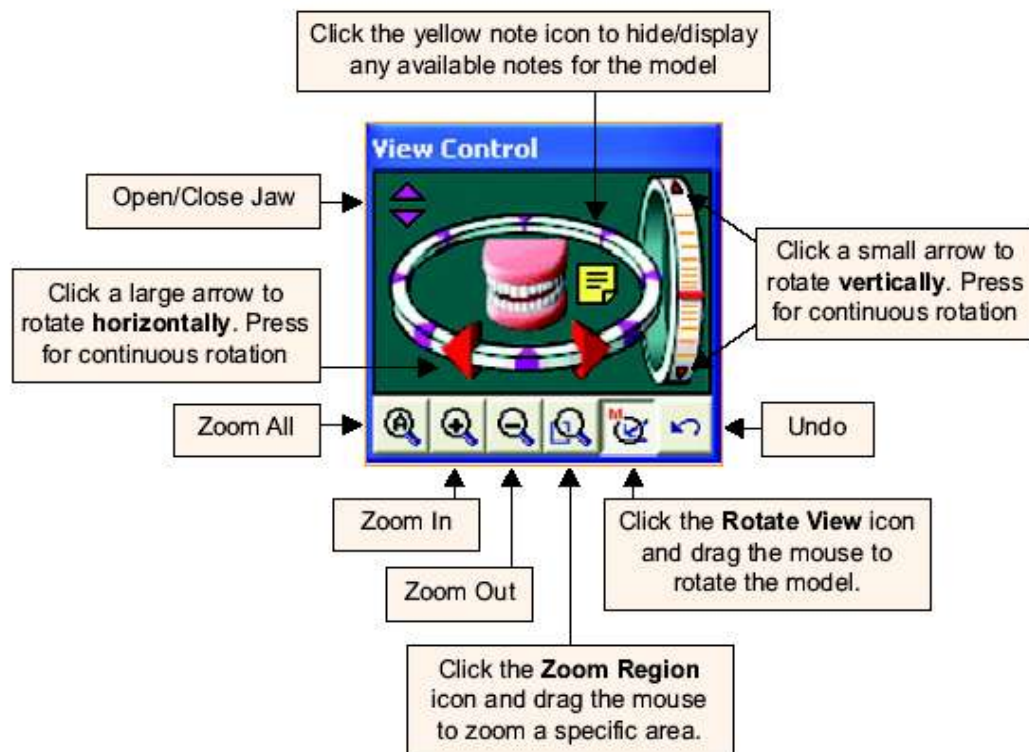 Click the yellow note icon to hide/display
any available notes for the model
View Control
Open/Close Jaw
Click a large arrow to
rotate horizontally. Press
for continuous rotation
Click a small arrow to
rotate vertically. Press
for continuous rotation
Zoom All
A
M
Undo
Zoom In
Zoom Out
Click the Rotate View icon
and drag the mouse to
rotate the model.
Click the Zoom Region
icon and drag the mouse
to zoom a specific area.